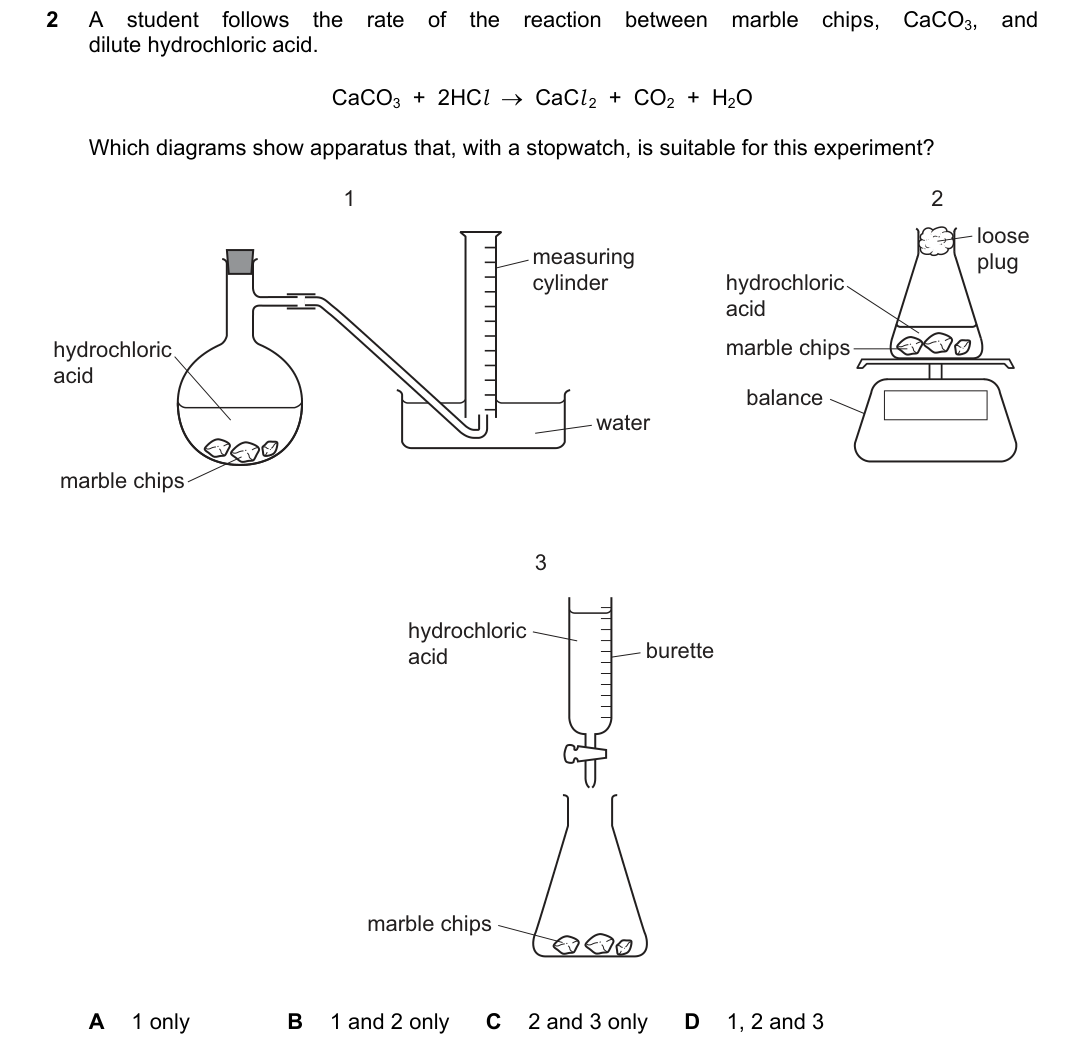 2 A student follows the rate of the reaction between marble chips, CaCO₃, and
dilute hydrochloric acid.
CaCO₃ + 2HCl → CaCl₂ + CO₂ + H₂O
Which diagrams show apparatus that, with a stopwatch, is suitable for this experiment?
1
measuring
cylinder
hydrochloric
acid
water
marble chips
2
loose
plug
hydrochloric
acid
marble chips
balance
3
hydrochloric
acid
burette
marble chips
A 1 only B 1 and 2 only C 2 and 3 only D 1, 2 and 3